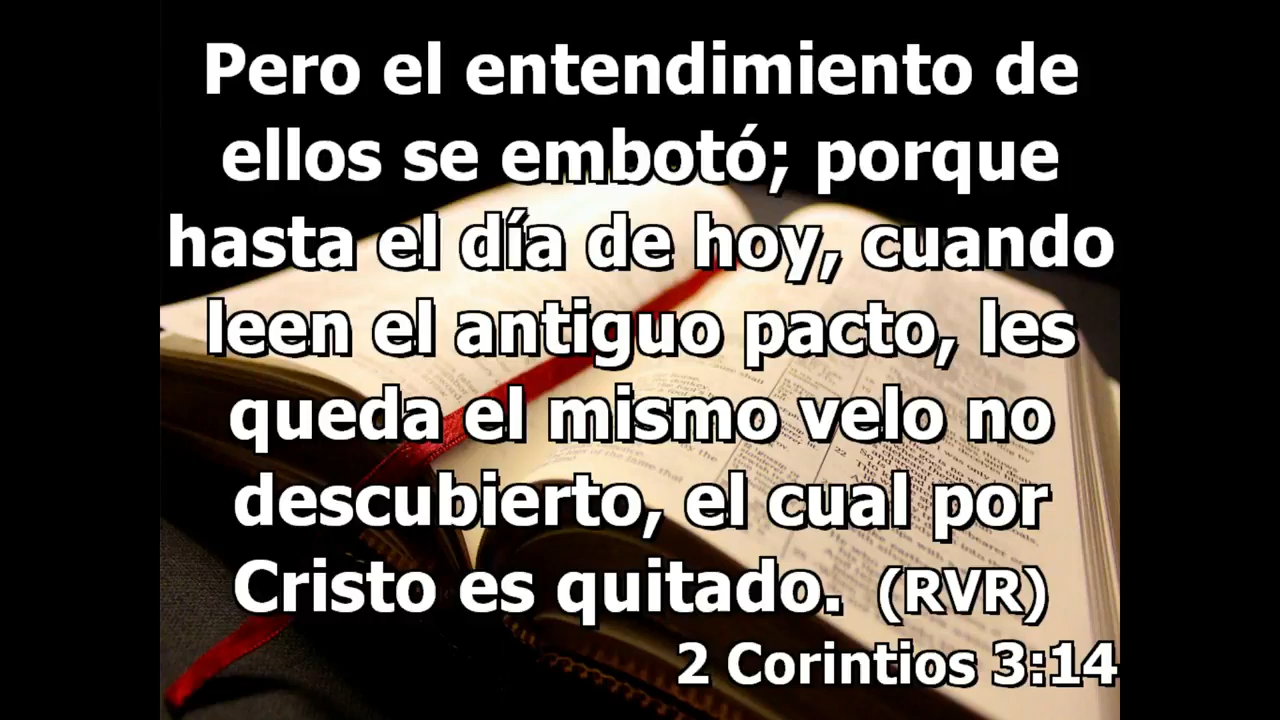 Pero el entendimiento de
ellos se embotó; porque
hasta el día de hoy, cuando
leen el antiguo pacto, les
queda el mismo velo no
descubierto, el cual por
Cristo es quitado. (RVR)
2 Corintios 3:14